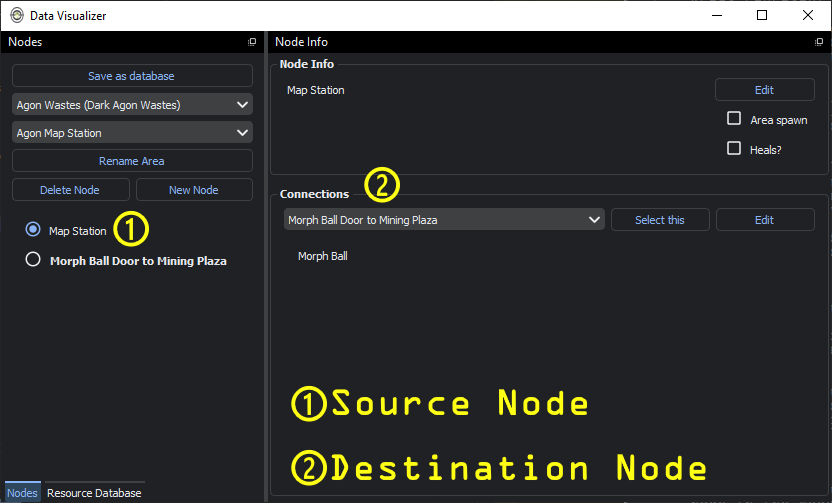 Data Visualizer
Nodes
Save as database
Agon Wastes (Dark Agon Wastes)
Agon Map Station
Rename Area
Delete Node New Node
Map Station ①
Morph Ball Door to Mining Plaza
Nodes Resource Database
Node Info
Node Info
Map Station Edit
Area spawn
Heals?
Connections ②
Morph Ball Door to Mining Plaza Select this Edit
Morph Ball
①Source Node
②Destination Node